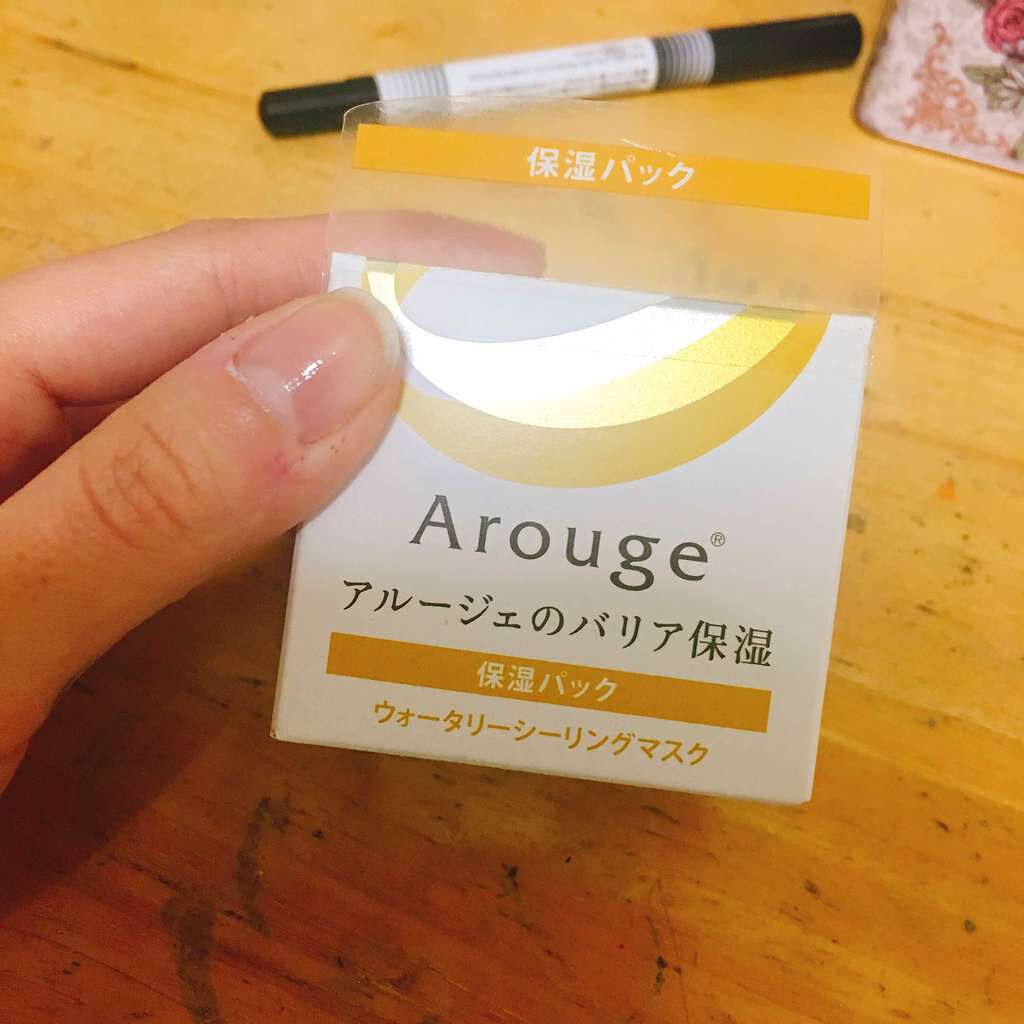 保湿パック
Arouge®
アルージェのバリア保湿
保湿パック
ウォータリーシーリングマスク